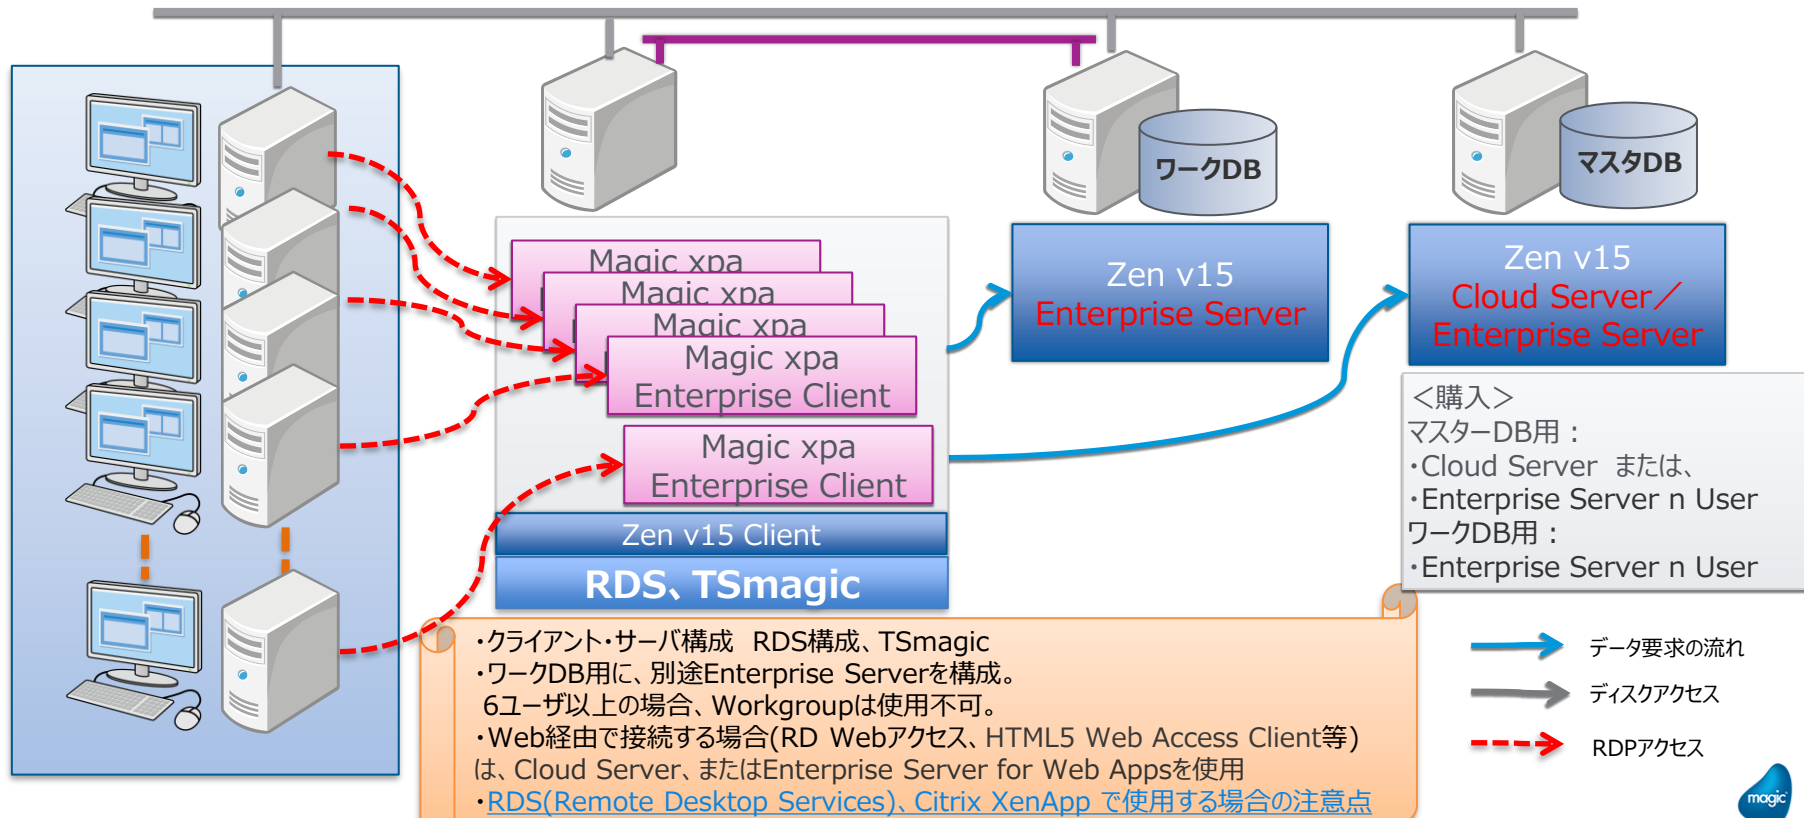 ワークDB
マスタDB
Magic xpa
Magic xpa
Magic xpa
Magic xpa
Enterprise Client
Magic xpa
Enterprise Client
Zen v15 Client
RDS、TSmagic
Zen v15
Enterprise Server
Zen v15
Cloud Server／
Enterprise Server
＜購入＞
マスターDB用：
・Cloud Server または、
・Enterprise Server n User
ワークDB用：
・Enterprise Server n User
・クライアント・サーバ構成 RDS構成、TSmagic
・ワークDB用に、別途Enterprise Serverを構成。
6ユーザ以上の場合、Workgroupは使用不可。
・Web経由で接続する場合(RD Webアクセス、HTML5 Web Access Client等)
は、Cloud Server、またはEnterprise Server for Web Appsを使用
・RDS(Remote Desktop Services)、Citrix XenApp で使用する場合の注意点
データ要求の流れ
ディスクアクセス
RDPアクセス
magic